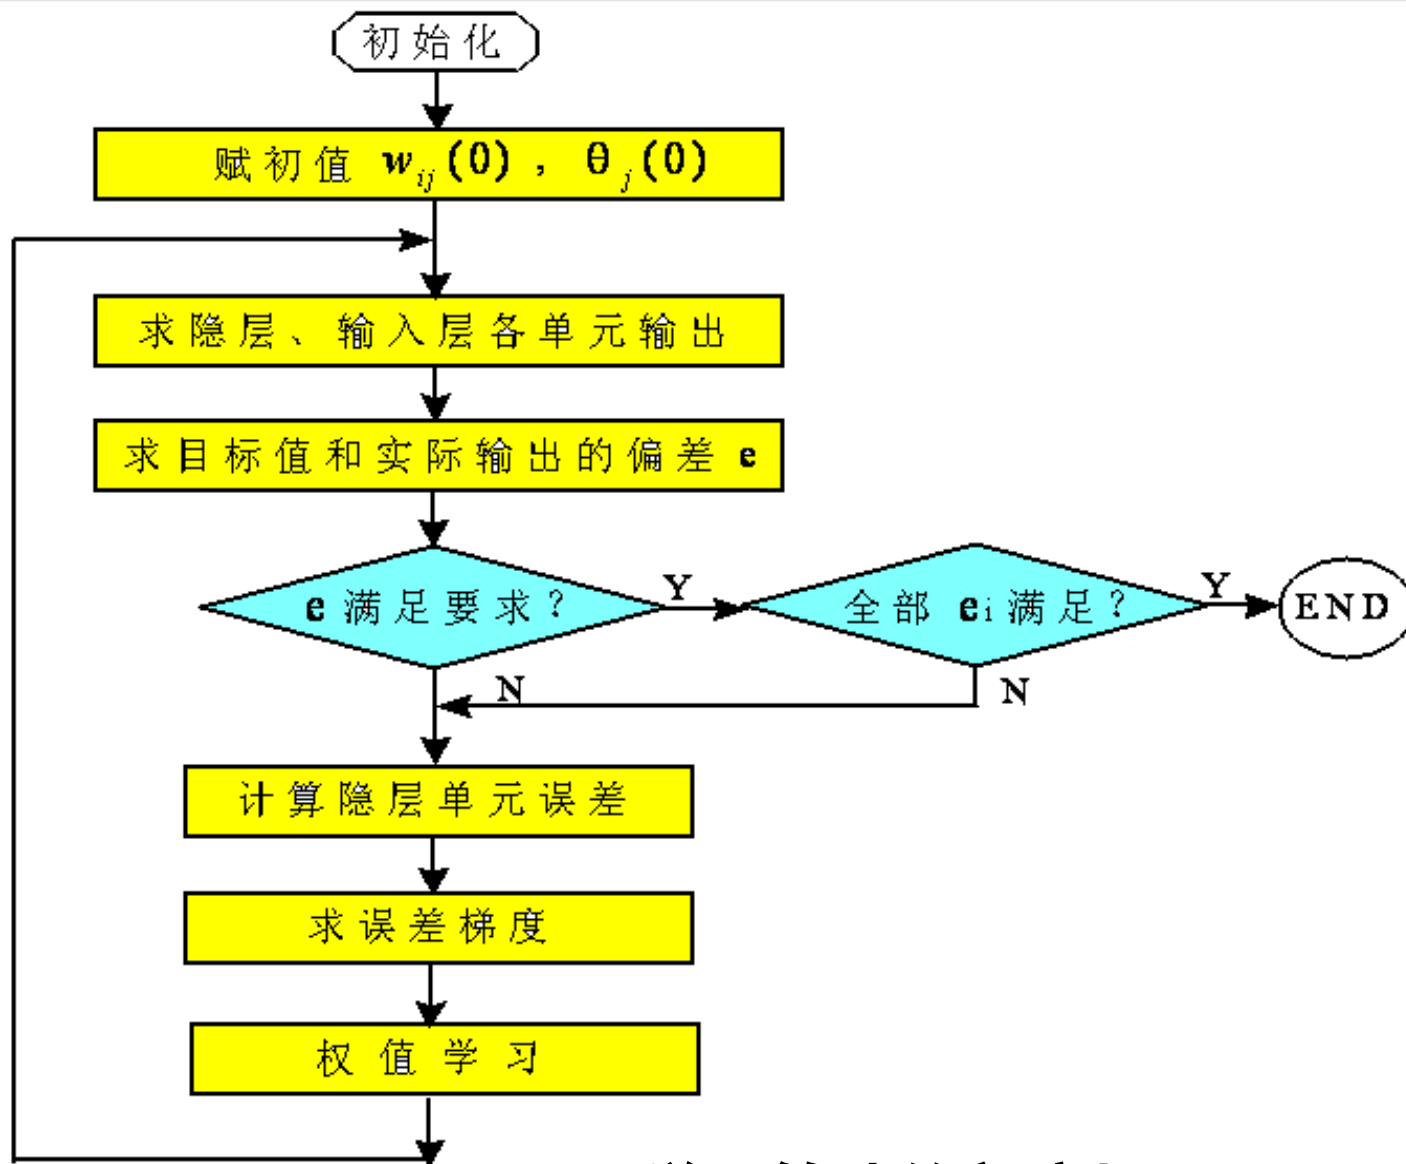 初始化
赋初值 wij(0)，θj(0)
求隐层、输入层各单元输出
求目标值和实际输出的偏差 e
e 满足要求？
Y
全部 ei 满足？
Y
END
N
N
计算隐层单元误差
求误差梯度
权值学习